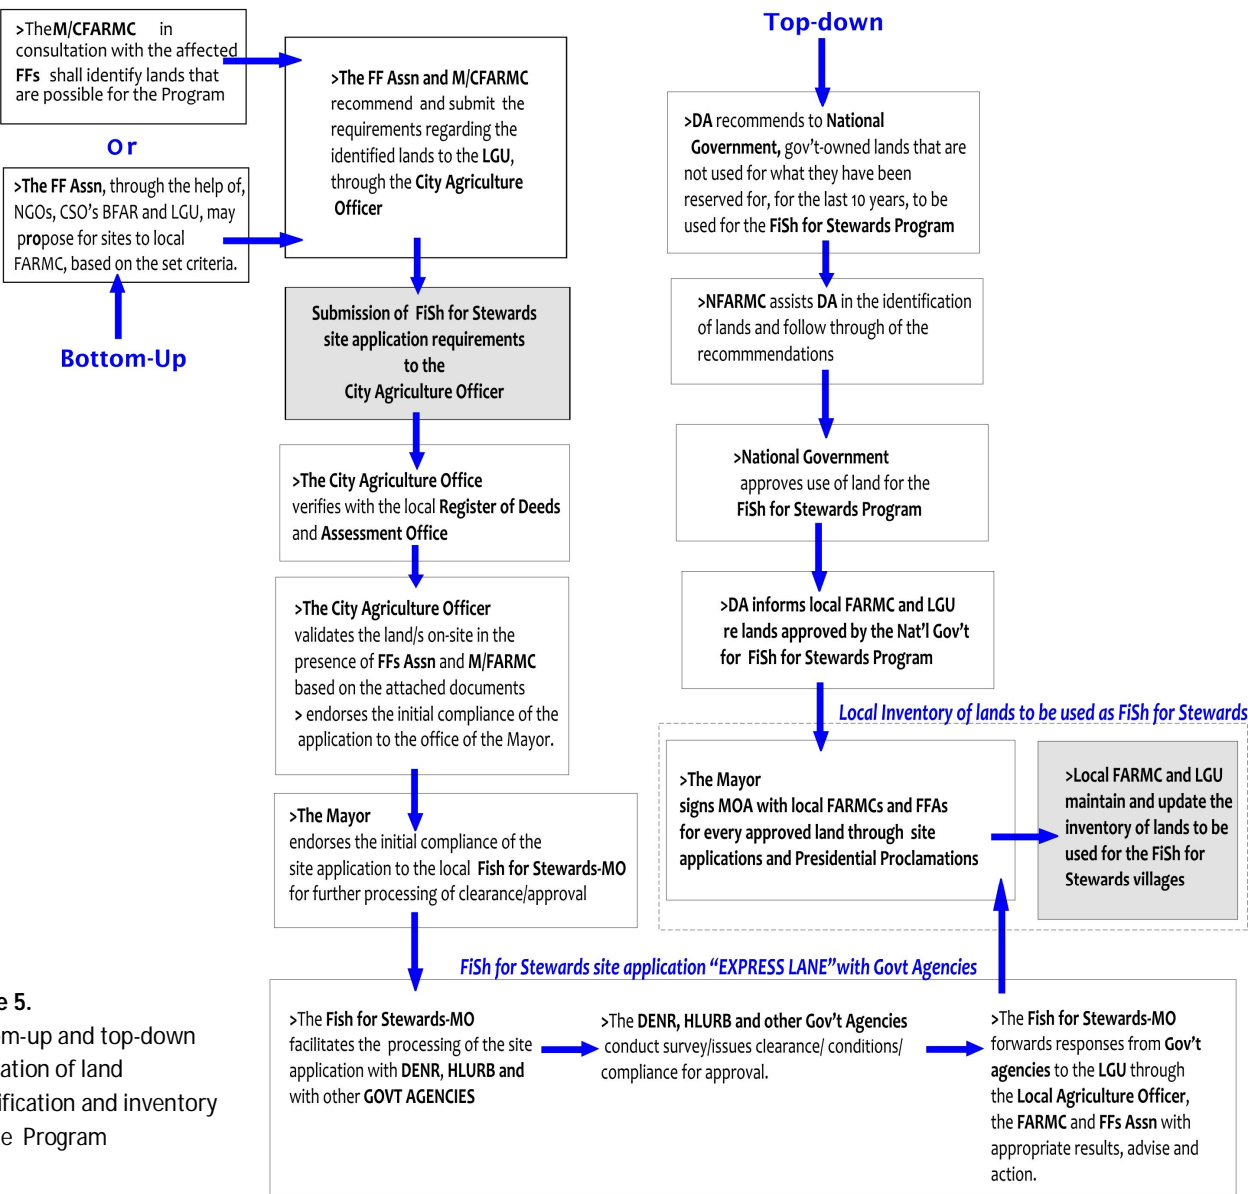 >TheM/CFARMC in
consultation with the affected
FFs shall identify lands that
are possible for the Program
Or
>The FF Assn, through the help of,
NGOs, CSO's BFAR and LGU, may
propose for sites to local
FARMC, based on the set criteria.
Bottom-Up
>The FF Assn and M/CFARMC
recommend and submit the
requirements regarding the
identified lands to the LGU,
through the City Agriculture
Officer
Submission of FiSh for Stewards
site application requirements
to the
City Agriculture Officer
>The City Agriculture Office
verifies with the local Register of Deeds
and Assessment Office
>The City Agriculture Officer
validates the land/s on-site in the
presence of FFs Assn and M/FARMC
based on the attached documents
> endorses the initial compliance of the
application to the office of the Mayor.
>The Mayor
endorses the initial compliance of the
site application to the local Fish for Stewards-MO
for further processing of clearance/approval
Top-down
>DA recommends to National
Government, gov't-owned lands that are
not used for what they have been
reserved for, for the last 10 years, to be
used for the FiSh for Stewards Program
>NFARMC assists DA in the identification
of lands and follow through of the
recommmendations
>National Government
approves use of land for the
FiSh for Stewards Program
>DA informs local FARMC and LGU
re lands approved by the Nat'l Gov't
for FiSh for Stewards Program
Local Inventory of lands to be used as FiSh for Stewards
>The Mayor
signs MOA with local FARMCs and FFAs
for every approved land through site
applications and Presidential Proclamations
>Local FARMC and LGU
maintain and update the
inventory of lands to be
used for the FiSh for
Stewards villages
FiSh for Stewards site application “EXPRESS LANE”with Govt Agencies
>The Fish for Stewards-MO
facilitates the processing of the site
application with DENR, HLURB and
with other GOVT AGENCIES
>The DENR, HLURB and other Gov't Agencies
conduct survey/issues clearance/ conditions/
compliance for approval.
>The Fish for Stewards-MO
forwards responses from Gov't
agencies to the LGU through
the Local Agriculture Officer,
the FARMC and FFs Assn with
appropriate results, advise and
action.
e 5.
m-up and top-down
ation of land
ification and inventory
e Program